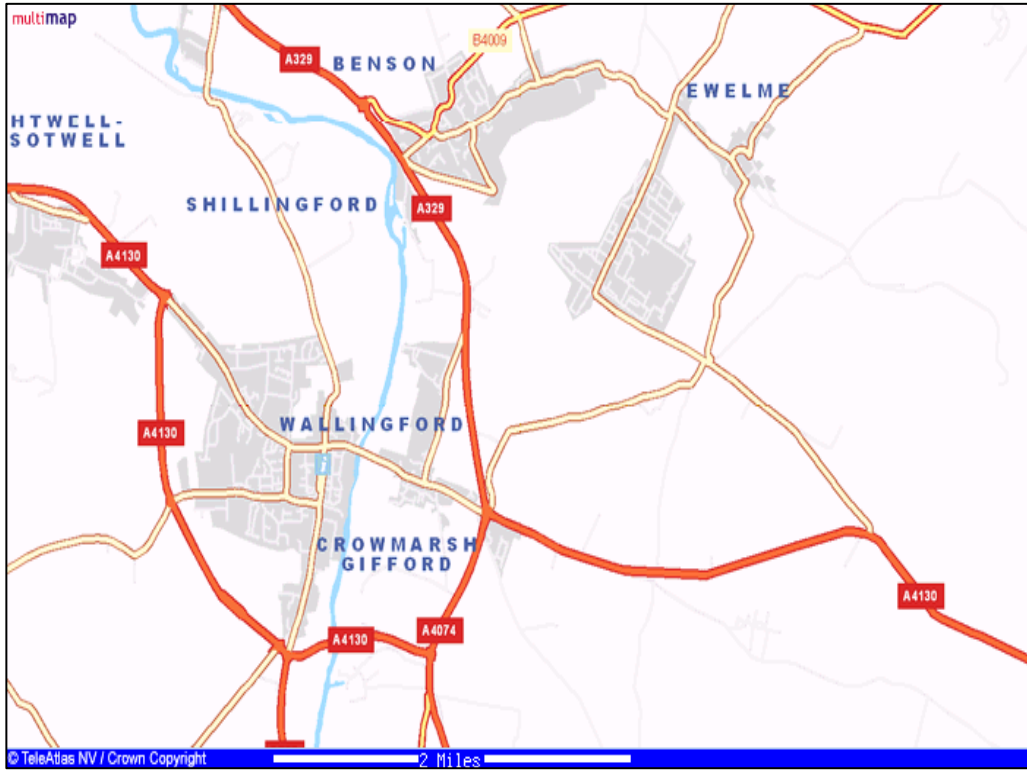 multimap
B4009
A329
BENSON
EWELME
HTWELL-
SOTWELL
SHILLINGFORD
A329
A4130
A4130
WALLINGFORD
i
CROWMARSH
GIFFORD
A4130
A4130
A4074
© TeleAtlas NV / Crown Copyright
2 Miles